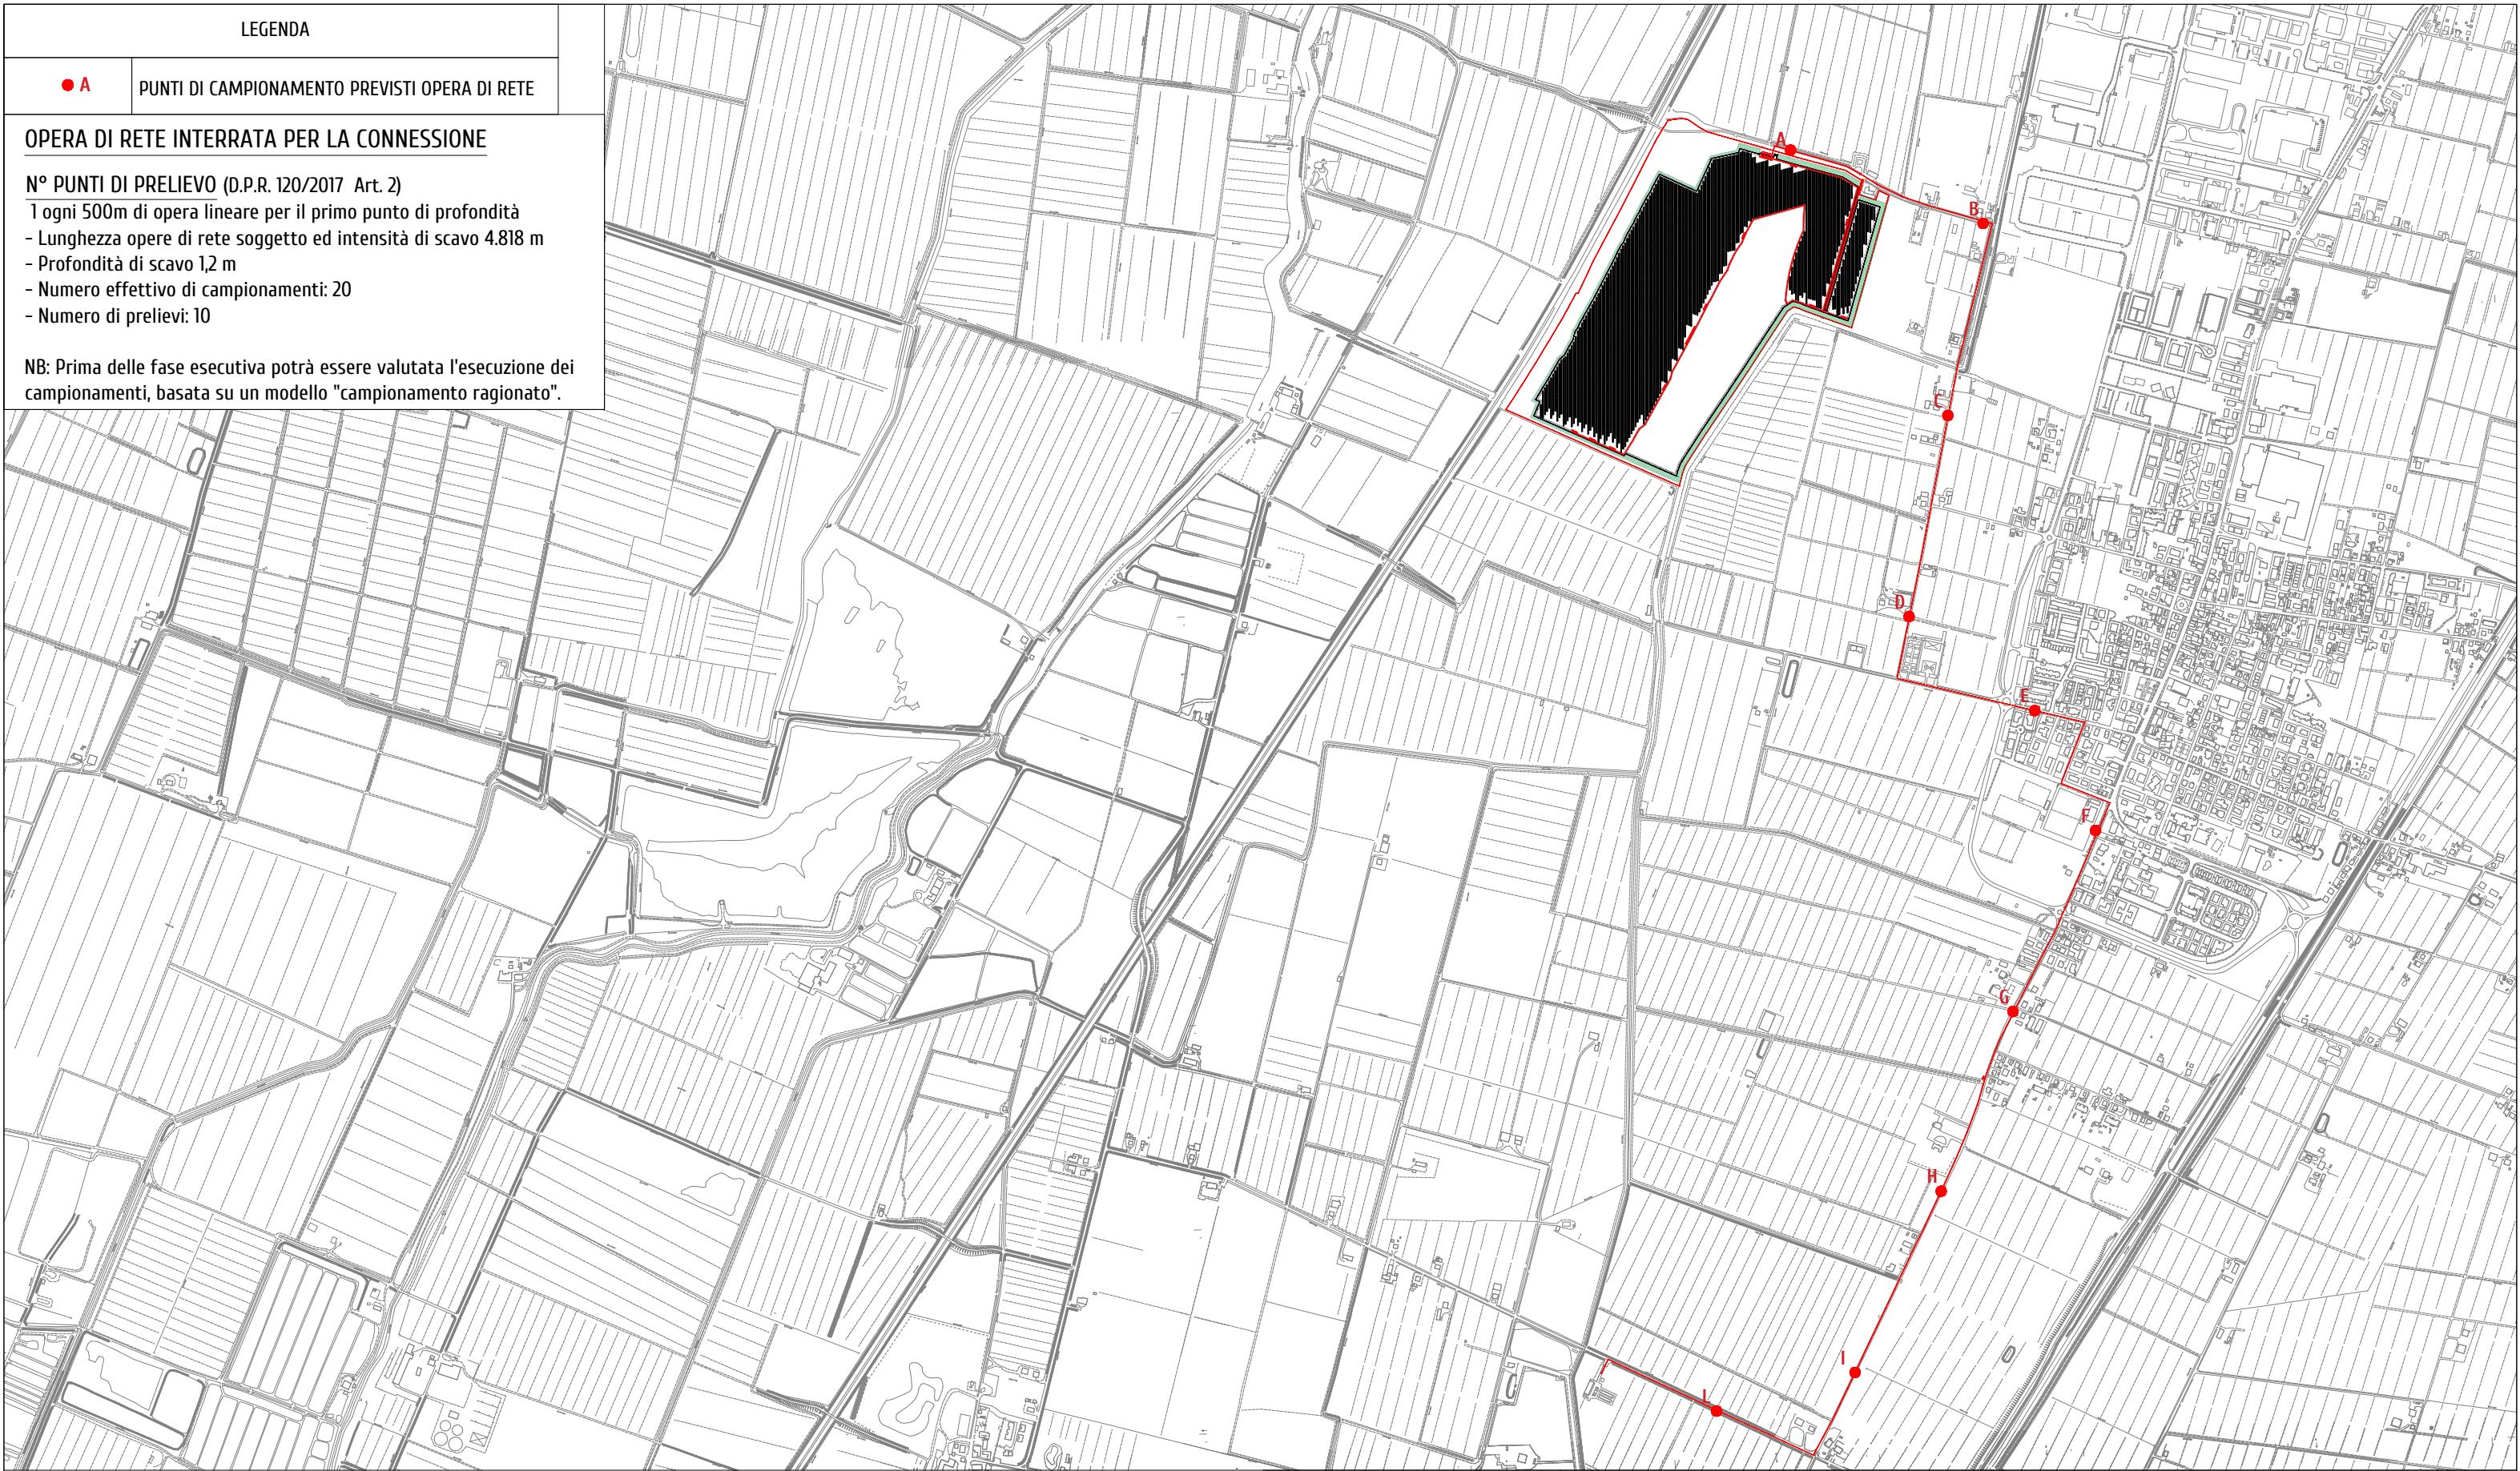 LEGENDA
A PUNTI DI CAMPIONAMENTO PREVISTI OPERA DI RETE
OPERA DI RETE INTERRATA PER LA CONNESSIONE
N° PUNTI DI PRELIEVO (D.P.R. 120/2017 Art. 2)
1 ogni 500m di opera lineare per il primo punto di profondità
- Lunghezza opere di rete soggetto ed intensità di scavo 4.818 m
- Profondità di scavo 1,2 m
- Numero effettivo di campionamenti: 20
- Numero di prelievi: 10
NB: Prima delle fase esecutiva potrà essere valutata l'esecuzione dei
campionamenti, basata su un modello "campionamento ragionato".
A
B
C
D
E
F
G
H
I
L